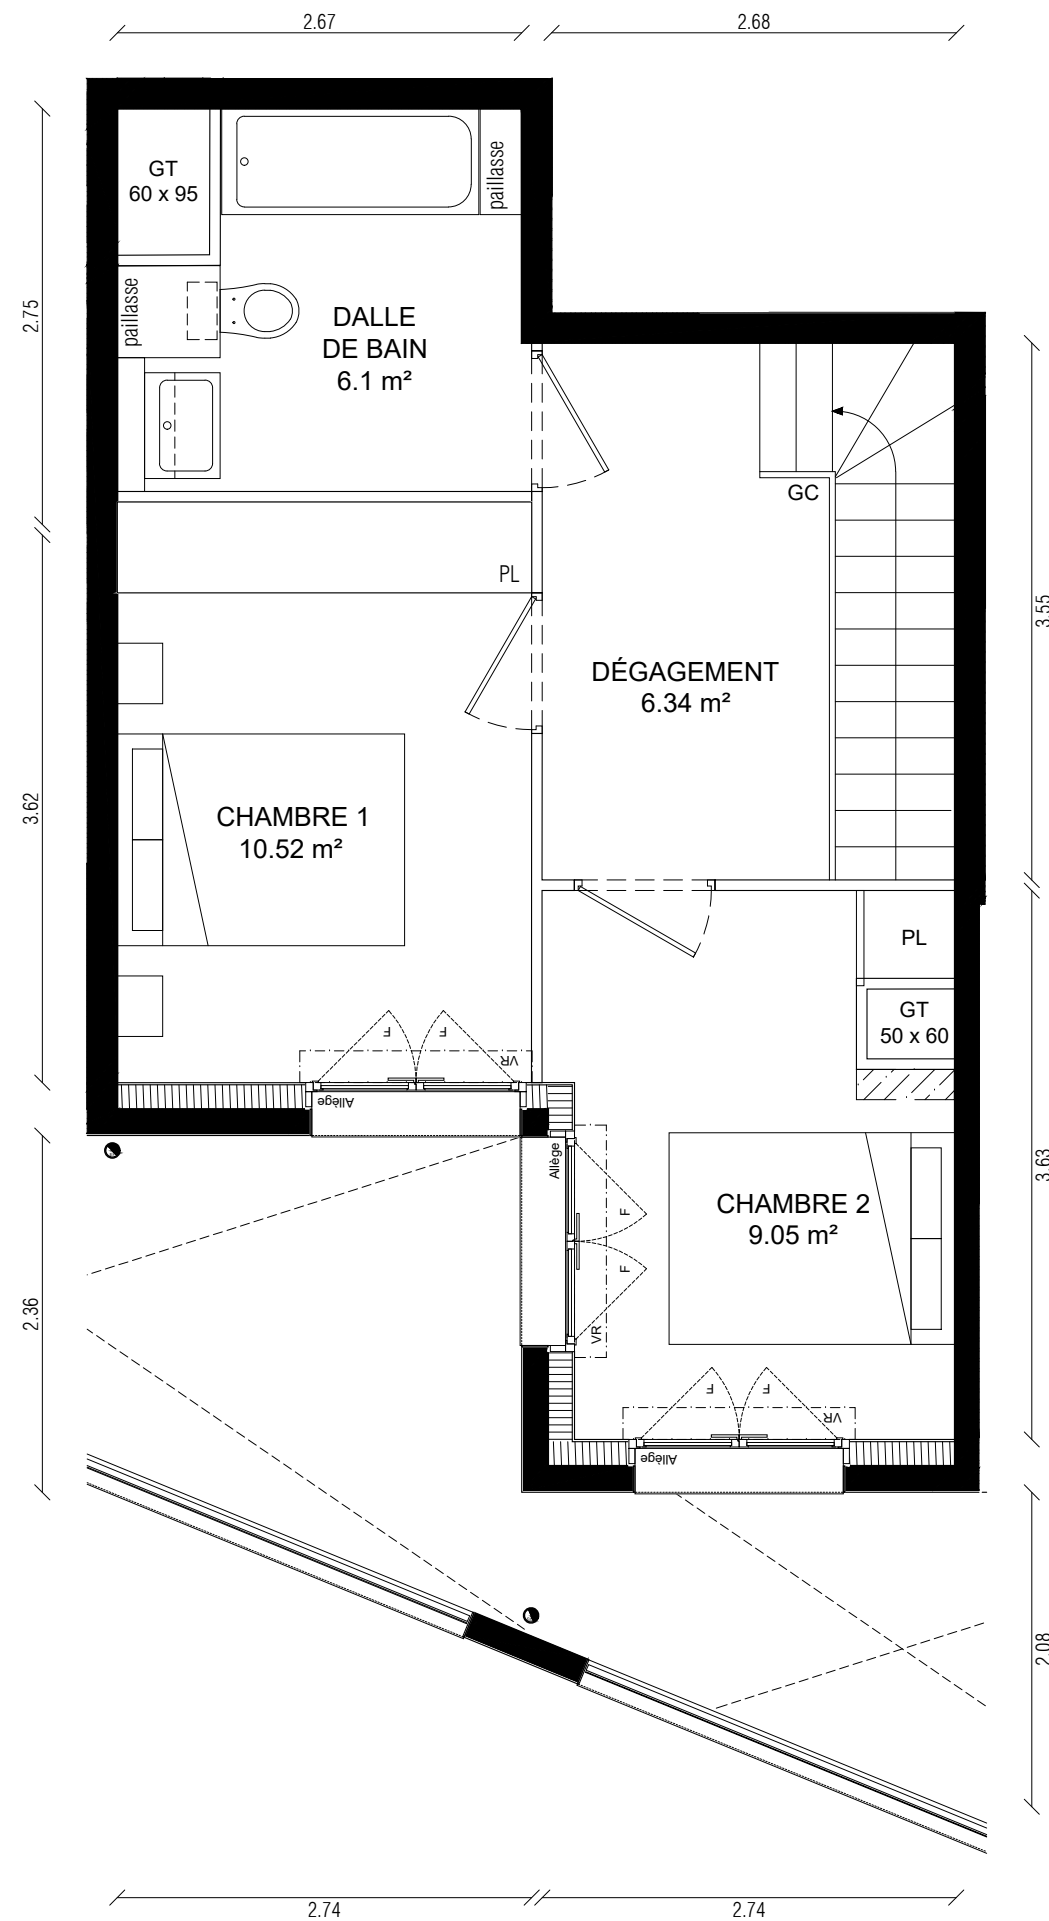 2.67
2.68
GT
60 x 95
paillasse
paillasse
DALLE
DE BAIN
6.1 m²
2.75
GC
PL
3.55
DÉGAGEMENT
6.34 m²
3.62
CHAMBRE 1
10.52 m²
PL
GT
50 x 60
F
F
VR
Allège
Allège
F
F
VR
CHAMBRE 2
9.05 m²
3.63
2.36
F
F
VR
Allège
2.08
2.74
2.74